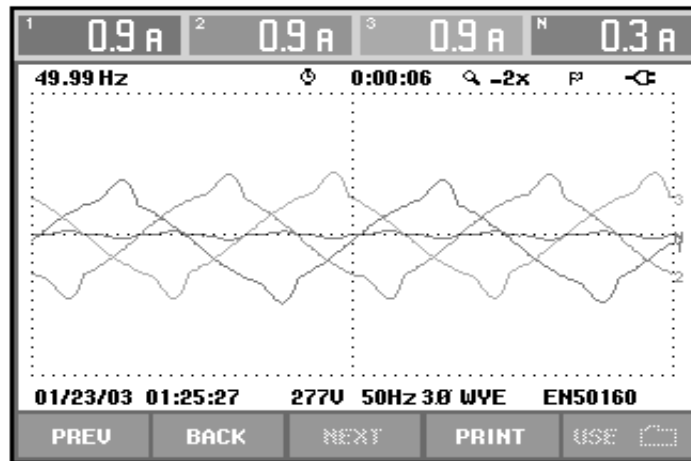 1 0.9 A 2 0.9 A 3 0.9 A N 0.3 A
49.99 Hz 0:00:06 -2x
3
N
1
2
01/23/03 01:25:27 277V 50Hz 3Ø WYE EN50160
PREV BACK NEXT PRINT USE